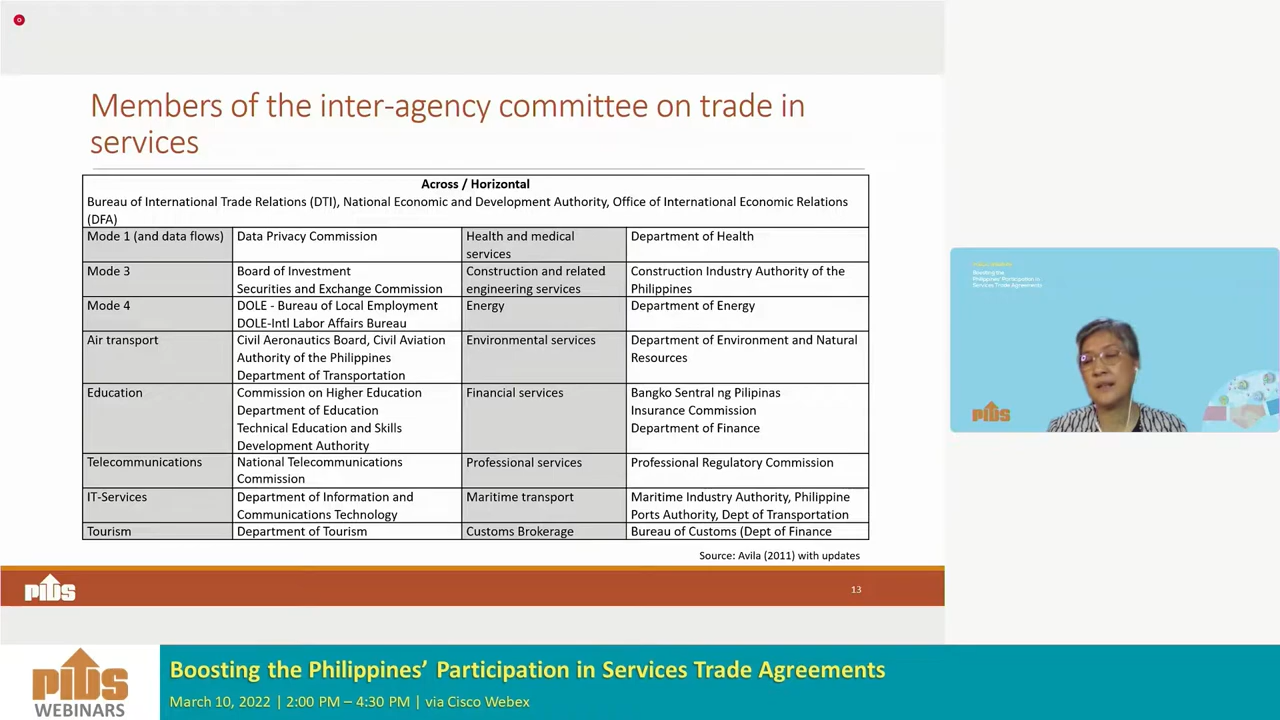 Members of the inter-agency committee on trade in
services
Across / Horizontal
Bureau of International Trade Relations (DTI), National Economic and Development Authority, Office of International Economic Relations
(DFA)
Mode 1 (and data flows)
Data Privacy Commission
Health and medical
services
Department of Health
Mode 3
Board of Investment
Securities and Exchange Commission
Construction and related
engineering services
Construction Industry Authority of the
Philippines
Mode 4
DOLE - Bureau of Local Employment
DOLE-Intl Labor Affairs Bureau
Energy
Department of Energy
Air transport
Civil Aeronautics Board, Civil Aviation
Authority of the Philippines
Department of Transportation
Environmental services
Department of Environment and Natural
Resources
Education
Commission on Higher Education
Department of Education
Technical Education and Skills
Development Authority
Financial services
Bangko Sentral ng Pilipinas
Insurance Commission
Department of Finance
Telecommunications
National Telecommunications
Commission
Professional services
Professional Regulatory Commission
IT-Services
Department of Information and
Communications Technology
Maritime transport
Maritime Industry Authority, Philippine
Ports Authority, Dept of Transportation
Tourism
Department of Tourism
Customs Brokerage
Bureau of Customs (Dept of Finance
Source: Avila (2011) with updates
PIDS
13
Boosting the
Philippines' Participation in
Services Trade Agreements
PIDS
PIDS
WEBINARS
Boosting the Philippines' Participation in Services Trade Agreements
March 10, 2022 | 2:00 PM – 4:30 PM | via Cisco Webex